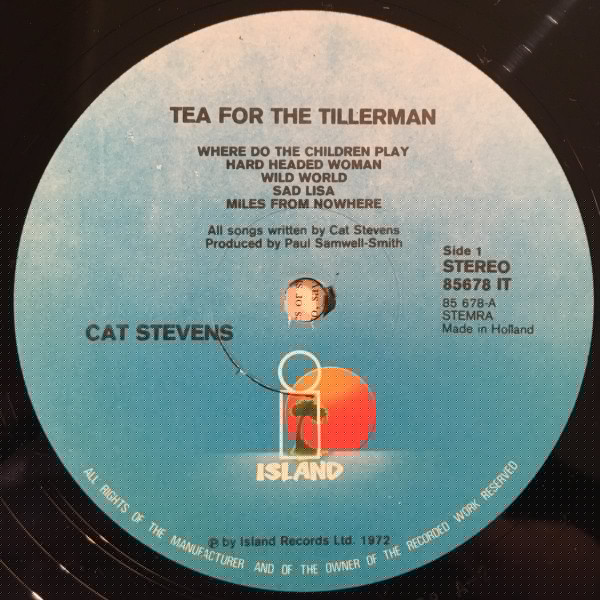 TEA FOR THE TILLERMAN
WHERE DO THE CHILDREN PLAY
HARD HEADED WOMAN
WILD WORLD
SAD LISA
MILES FROM NOWHERE
All songs written by Cat Stevens
Produced by Paul Samwell-Smith
Side 1
STEREO
85678 IT
85 678-A
STEMRA
Made in Holland
CAT STEVENS
ISLAND
℗ by Island Records Ltd. 1972
ALL RIGHTS OF THE MANUFACTURER AND OF THE OWNER OF THE RECORDED WORK RESERVED